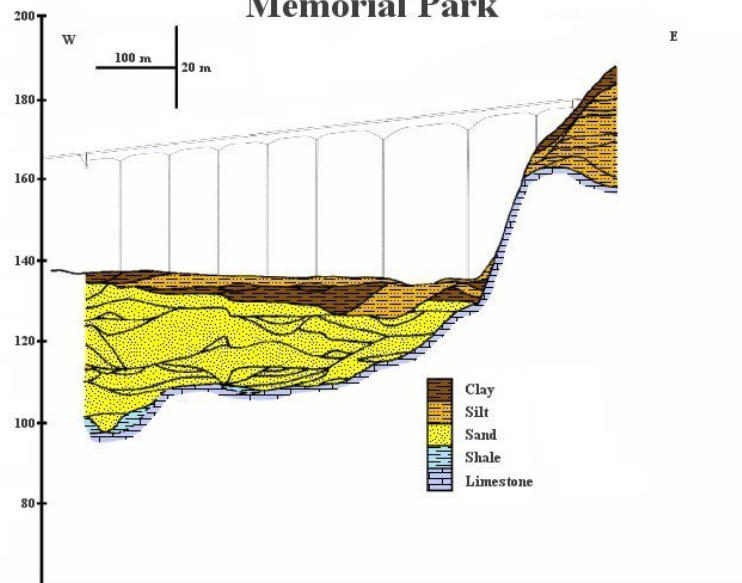 Memorial Park
200
W
E
100 m
20 m
180
160
140
120
100
80
Clay
Silt
Sand
Shale
Limestone